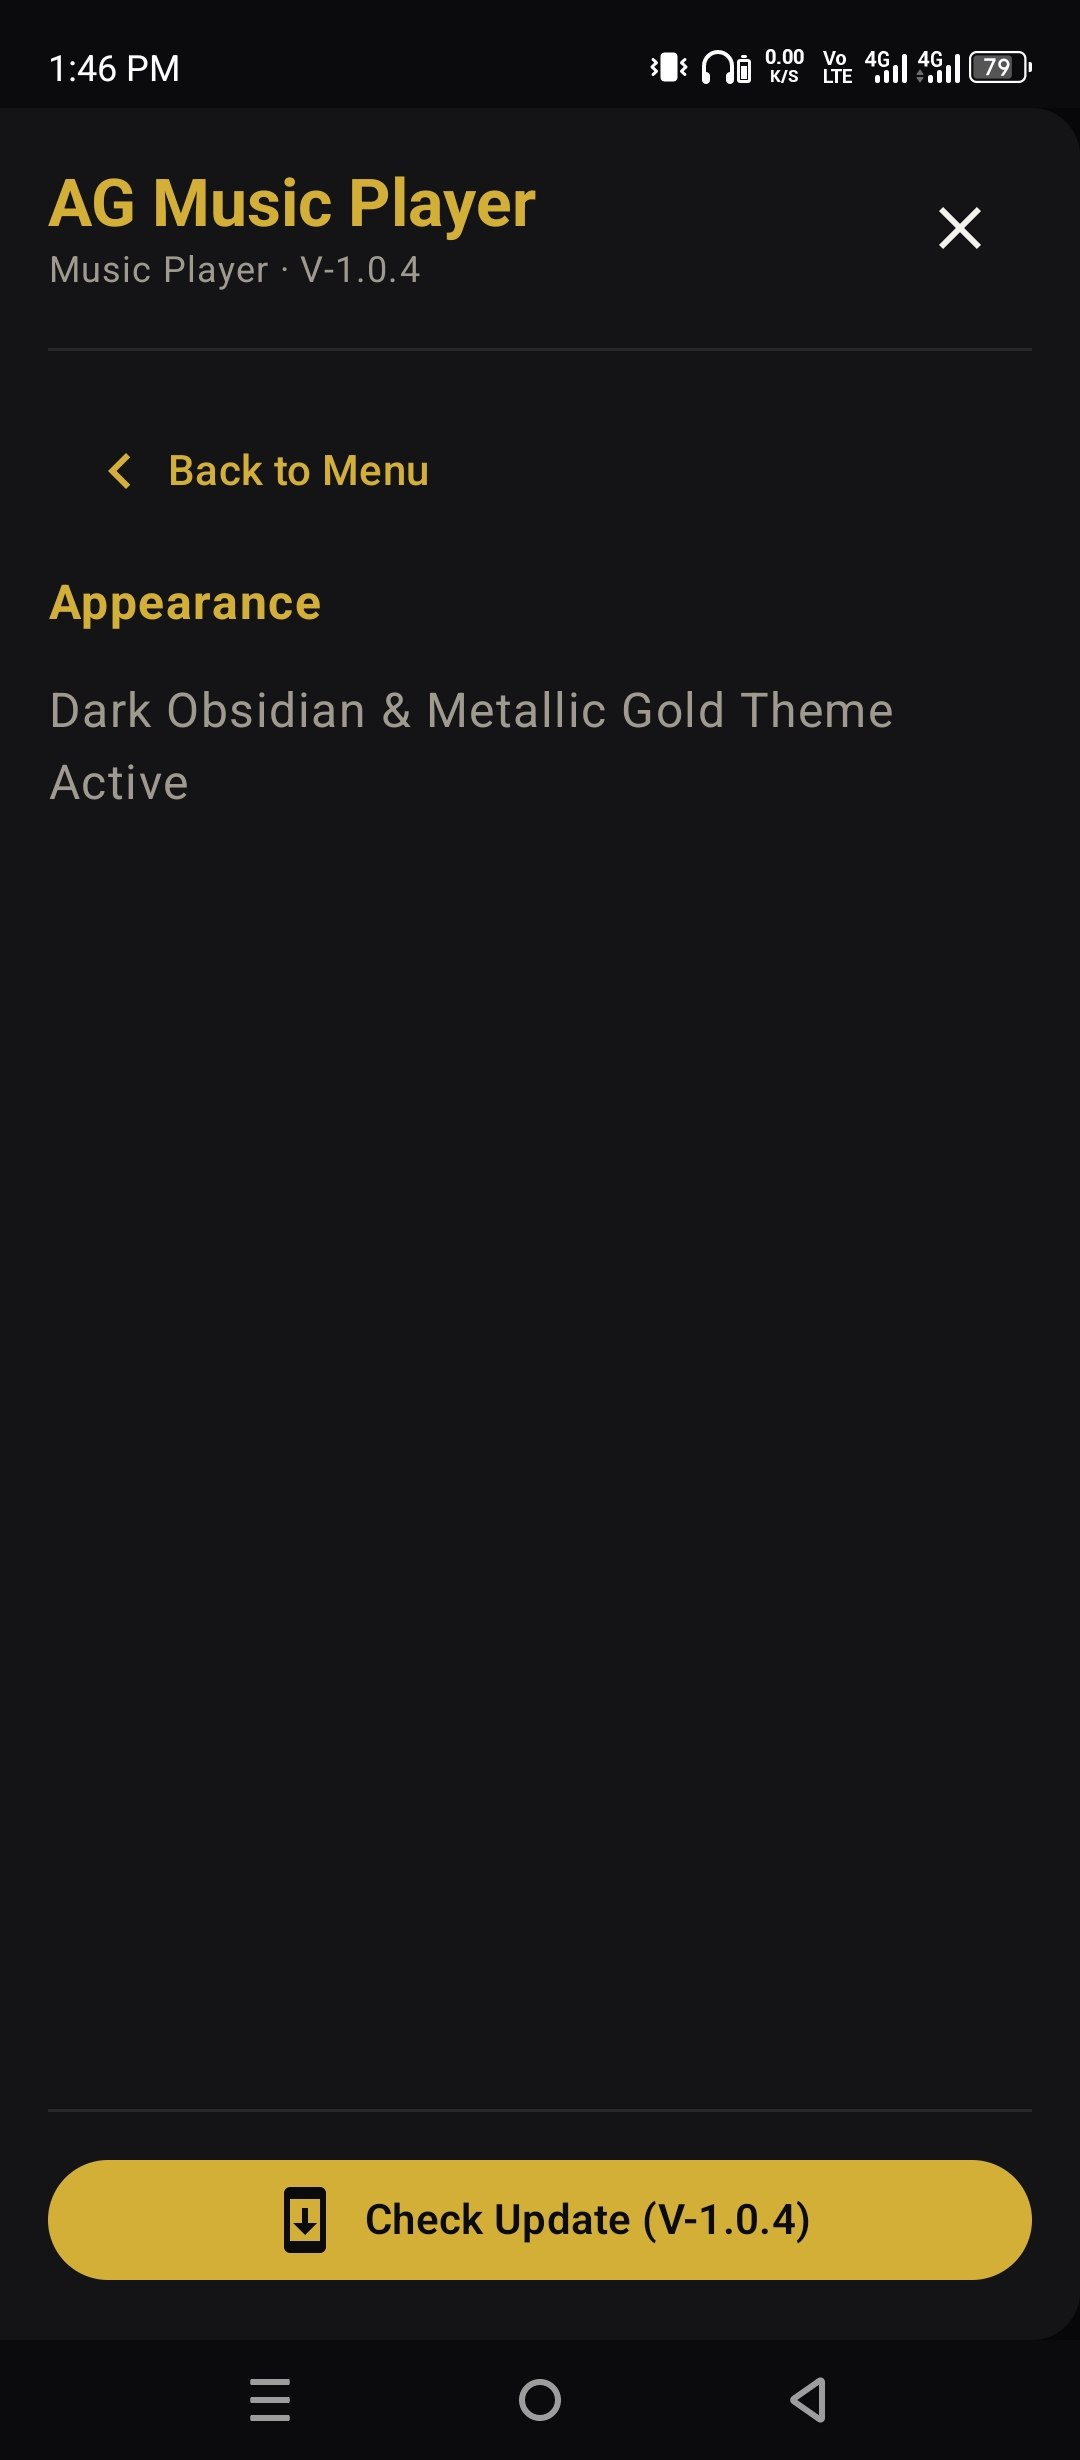 1:46 PM
0.00 K/S
Vo LTE
4G
4G
79
AG Music Player
Music Player · V-1.0.4
Back to Menu
Appearance
Dark Obsidian & Metallic Gold Theme
Active
Check Update (V-1.0.4)